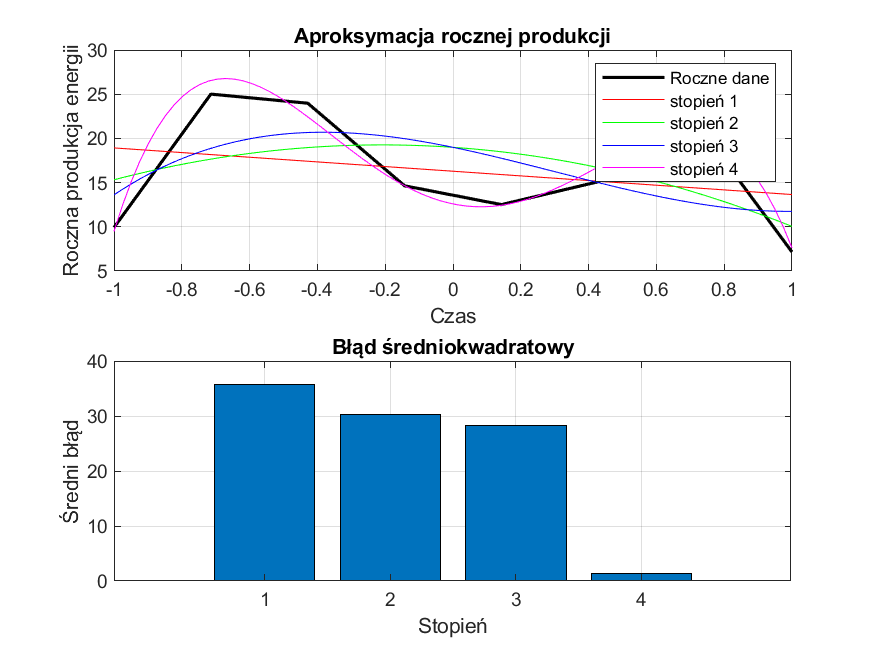 Aproksymacja rocznej produkcji
Roczna produkcja energii
30
25
20
15
10
5
-1 -0.8 -0.6 -0.4 -0.2 0 0.2 0.4 0.6 0.8 1
Czas
Roczne dane
stopień 1
stopień 2
stopień 3
stopień 4
Błąd średniokwadratowy
Średni błąd
40
30
20
10
0
1 2 3 4
Stopień